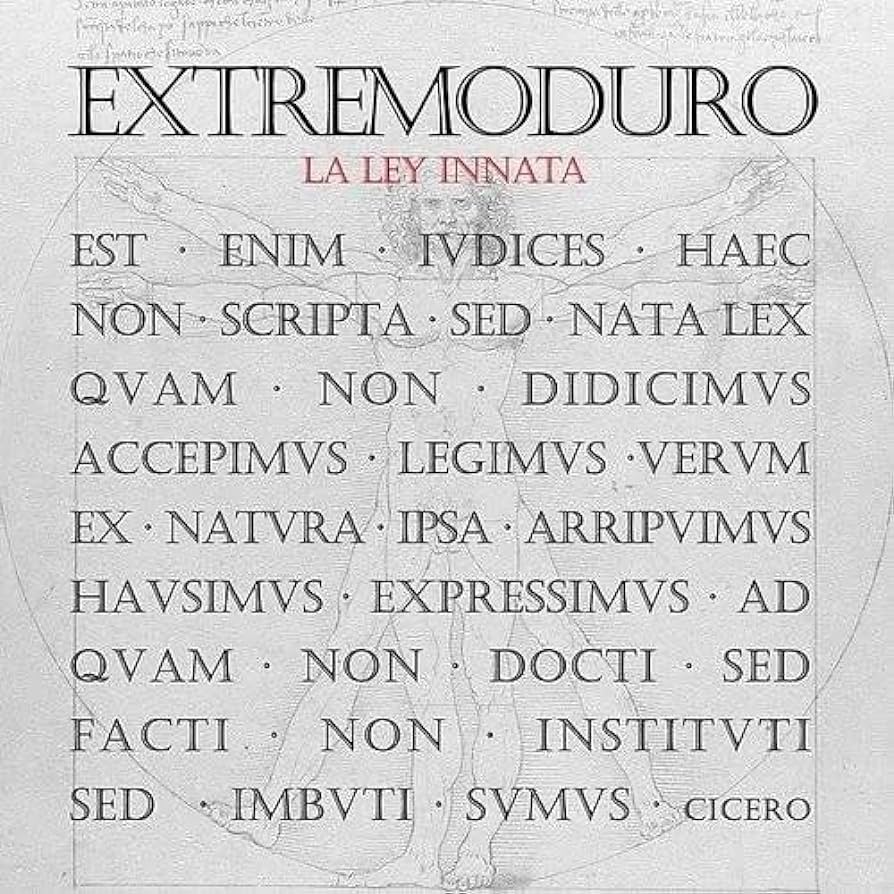 EXTREMODURO
LA LEY INNATA
EST · ENIM · IVDICES · HAEC
NON · SCRIPTA · SED · NATA LEX
QVAM · NON · DIDICIMVS
ACCEPIMVS · LEGIMVS · VERVM
EX · NATVRA · IPSA · ARRIPVIMVS
HAVSIMVS · EXPRESSIMVS · AD
QVAM · NON · DOCTI · SED
FACTI · NON · INSTITVTI
SED · IMBVTI · SVMVS · CICERO